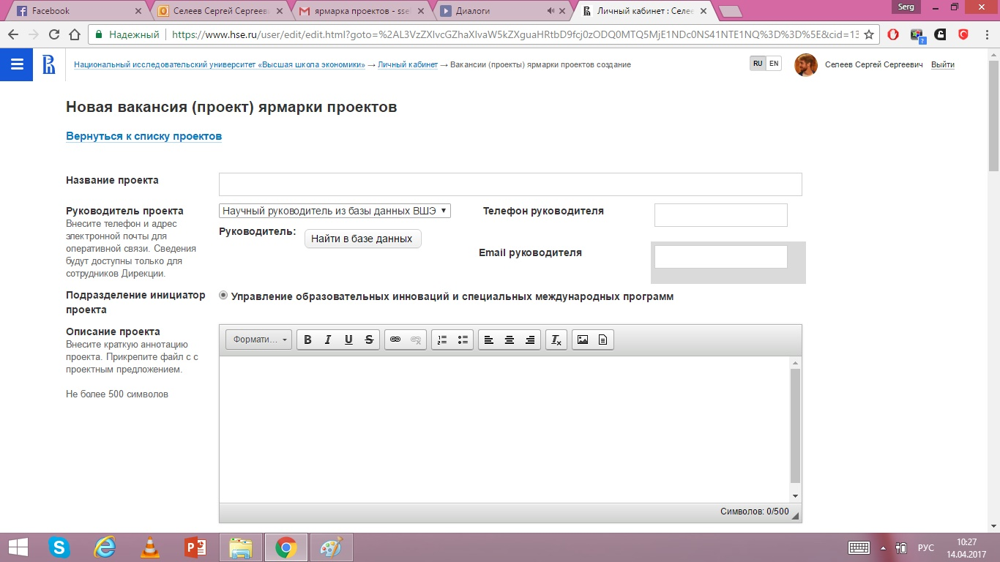 Facebook
Селеев Сергей Сергееви
ярмарка проектов - ssel
Диалоги
Личный кабинет : Селее
Serg
Надежный
https://www.hse.ru/user/edit/edit.html?goto=%2AL3VzZXIvcGZhaXIvaW5kZXguaHRtbD9fcj0zODQ0MTQ5MjE1NDc0NS41NTE1NQ%3D%3D%5E&cid=13
Национальный исследовательский университет «Высшая школа экономики» → Личный кабинет → Вакансии (проекты) ярмарки проектов создание
RU EN
Селеев Сергей Сергеевич Выйти
Новая вакансия (проект) ярмарки проектов
Вернуться к списку проектов
Название проекта
Руководитель проекта
Внесите телефон и адрес
электронной почты для
оперативной связи. Сведения
будут доступны только для
сотрудников Дирекции.
Научный руководитель из базы данных ВШЭ
Руководитель:
Найти в базе данных
Телефон руководителя
Email руководителя
Подразделение инициатор
проекта
Управление образовательных инноваций и специальных международных программ
Описание проекта
Внесите краткую аннотацию
проекта. Прикрепите файл с с
проектным предложением.
Не более 500 символов
Формати...
B I U S
Символов: 0/500
РУС
10:27
14.04.2017